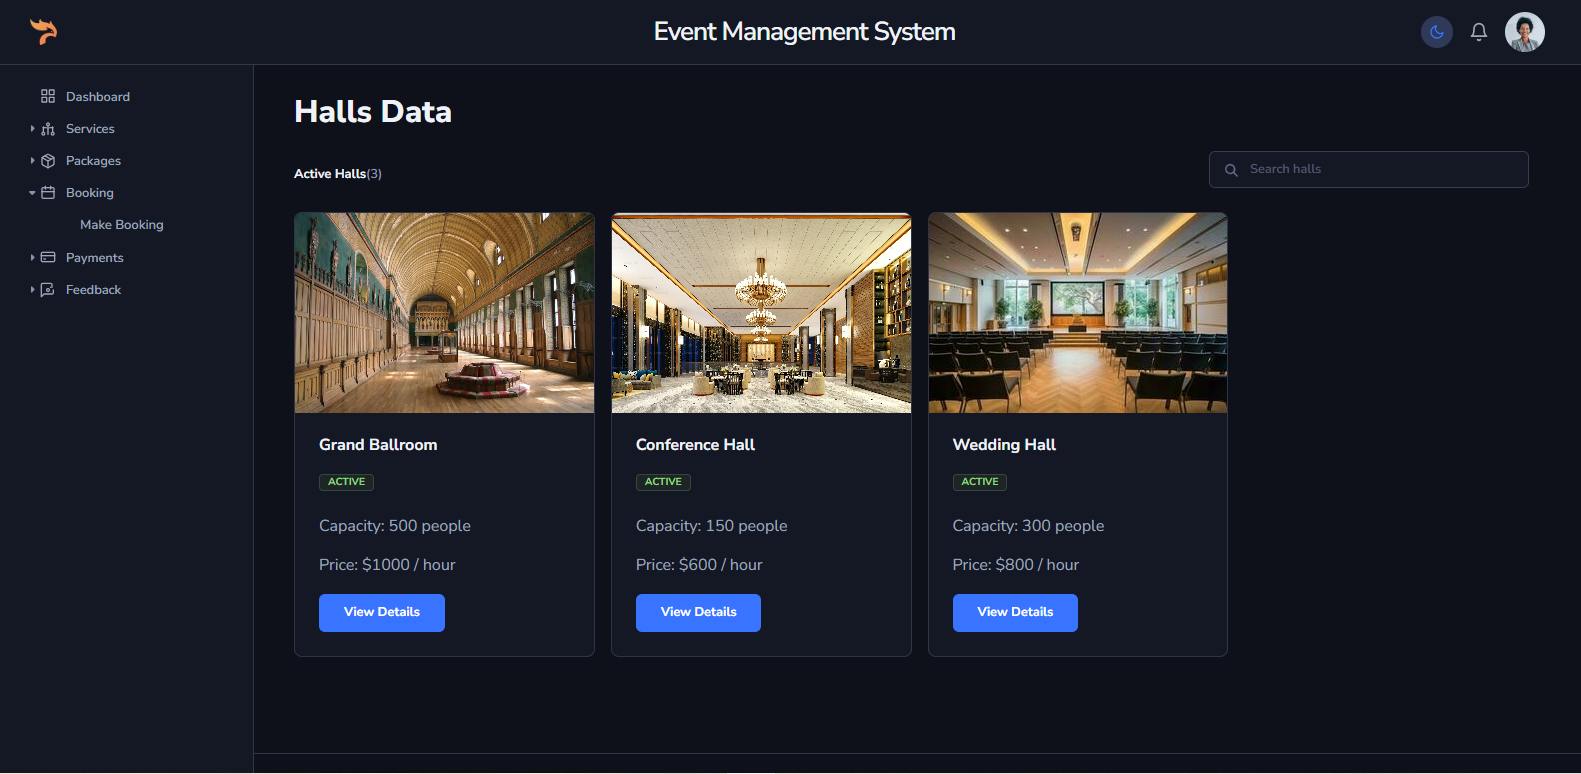 Event Management System
Dashboard
Services
Packages
Booking
Make Booking
Payments
Feedback
Halls Data
Active Halls(3)
Search halls
Grand Ballroom
ACTIVE
Capacity: 500 people
Price: $1000 / hour
View Details
Conference Hall
ACTIVE
Capacity: 150 people
Price: $600 / hour
View Details
Wedding Hall
ACTIVE
Capacity: 300 people
Price: $800 / hour
View Details